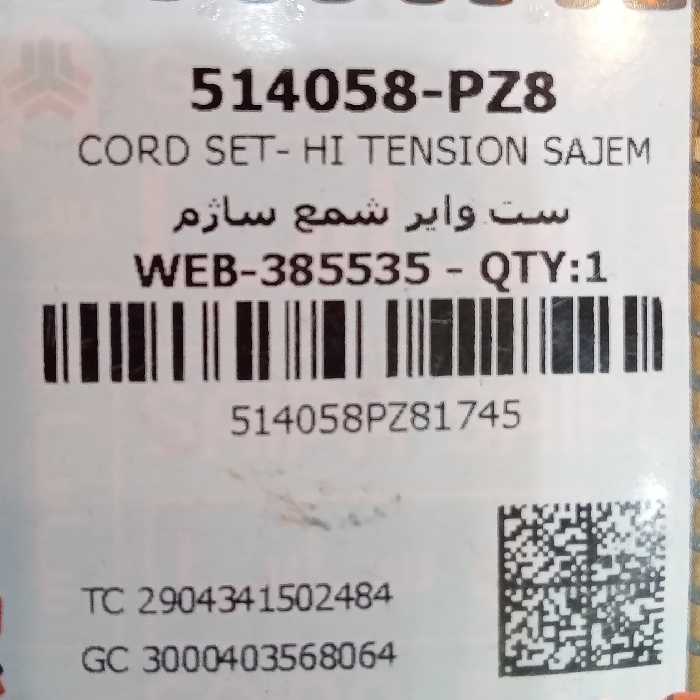 514058-PZ8
CORD SET- HI TENSION SAJEM
ست وایر شمع ساژم
WEB-385535 - QTY:1
514058PZ81745
TC 2904341502484
GC 3000403568064